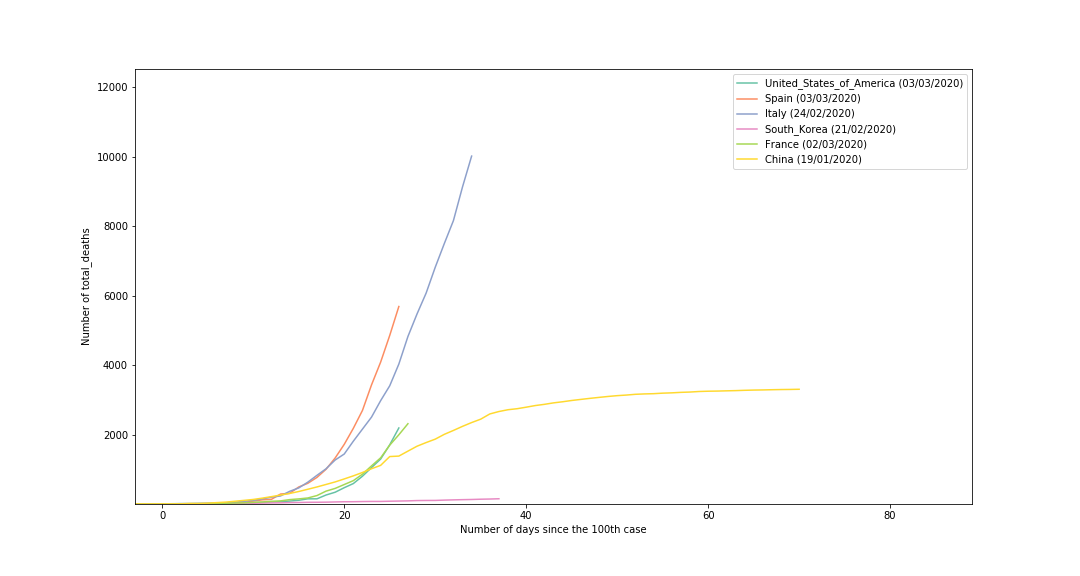 United_States_of_America (03/03/2020)
Spain (03/03/2020)
Italy (24/02/2020)
South_Korea (21/02/2020)
France (02/03/2020)
China (19/01/2020)
12000
10000
8000
6000
4000
2000
Number of total_deaths
0 20 40 60 80
Number of days since the 100th case